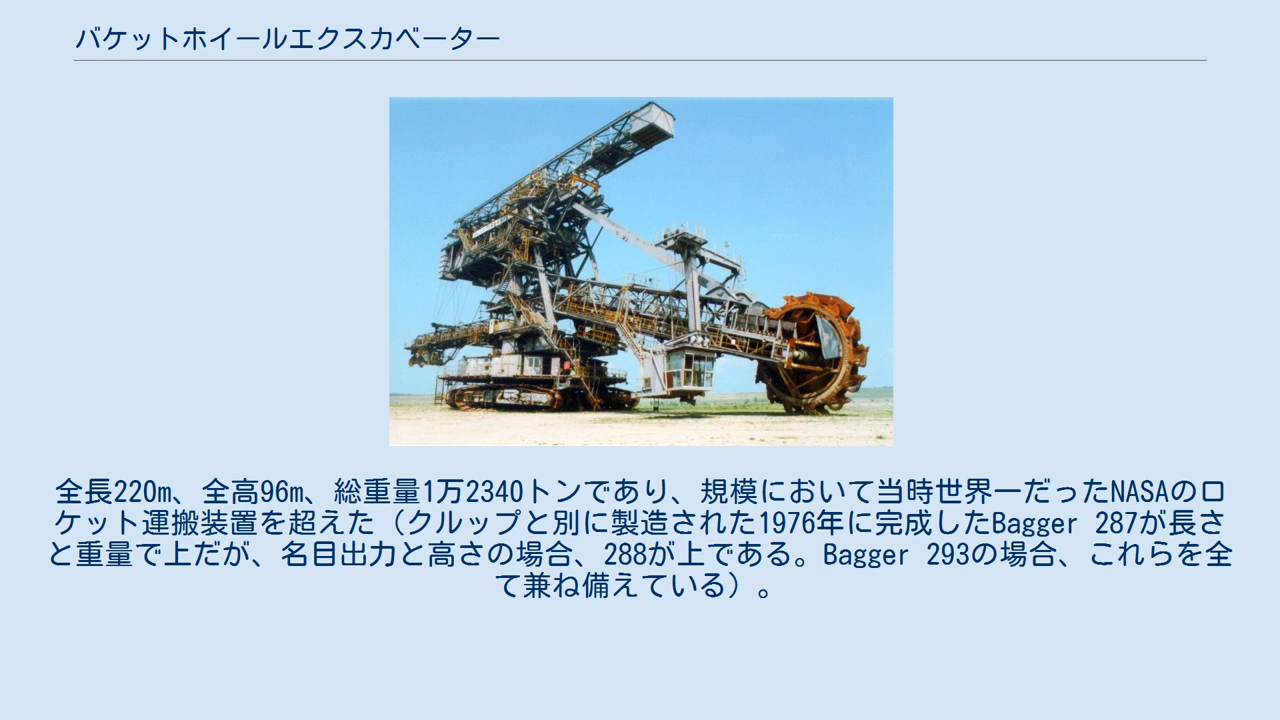 バケットホイールエクスカベーター
全長220m、全高96m、総重量1万2340トンであり、規模において当時世界一だったNASAのロ
ケット運搬装置を超えた（クルップと別に製造された1976年に完成したBagger 287が長さ
と重量で上だが、名目出力と高さの場合、288が上である。Bagger 293の場合、これらを全
て兼ね備えている）。